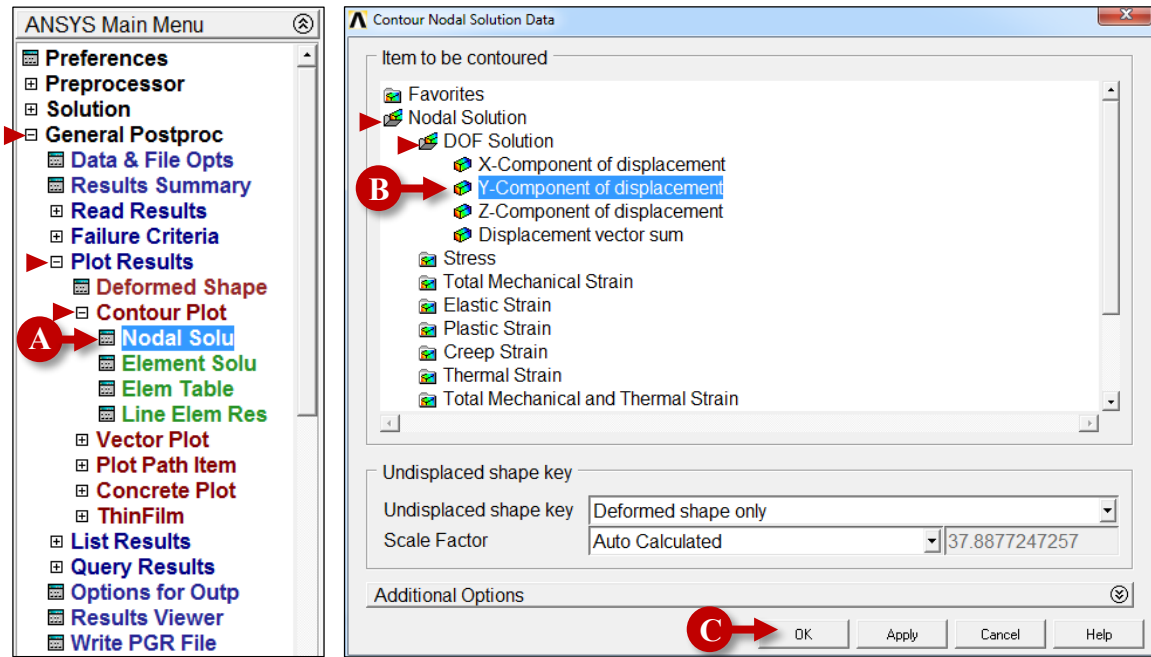 ANSYS Main Menu
Preferences
Preprocessor
Solution
General Postproc
Data & File Opts
Results Summary
Read Results
Failure Criteria
Plot Results
Deformed Shape
Contour Plot
A
Nodal Solu
Element Solu
Elem Table
Line Elem Res
Vector Plot
Plot Path Item
Concrete Plot
ThinFilm
List Results
Query Results
Options for Outp
Results Viewer
Write PGR File
Contour Nodal Solution Data
Item to be contoured
Favorites
Nodal Solution
DOF Solution
X-Component of displacement
B
Y-Component of displacement
Z-Component of displacement
Displacement vector sum
Stress
Total Mechanical Strain
Elastic Strain
Plastic Strain
Creep Strain
Thermal Strain
Total Mechanical and Thermal Strain
Undisplaced shape key
Undisplaced shape key Deformed shape only
Scale Factor Auto Calculated 37.8877247257
Additional Options
C
OK Apply Cancel Help